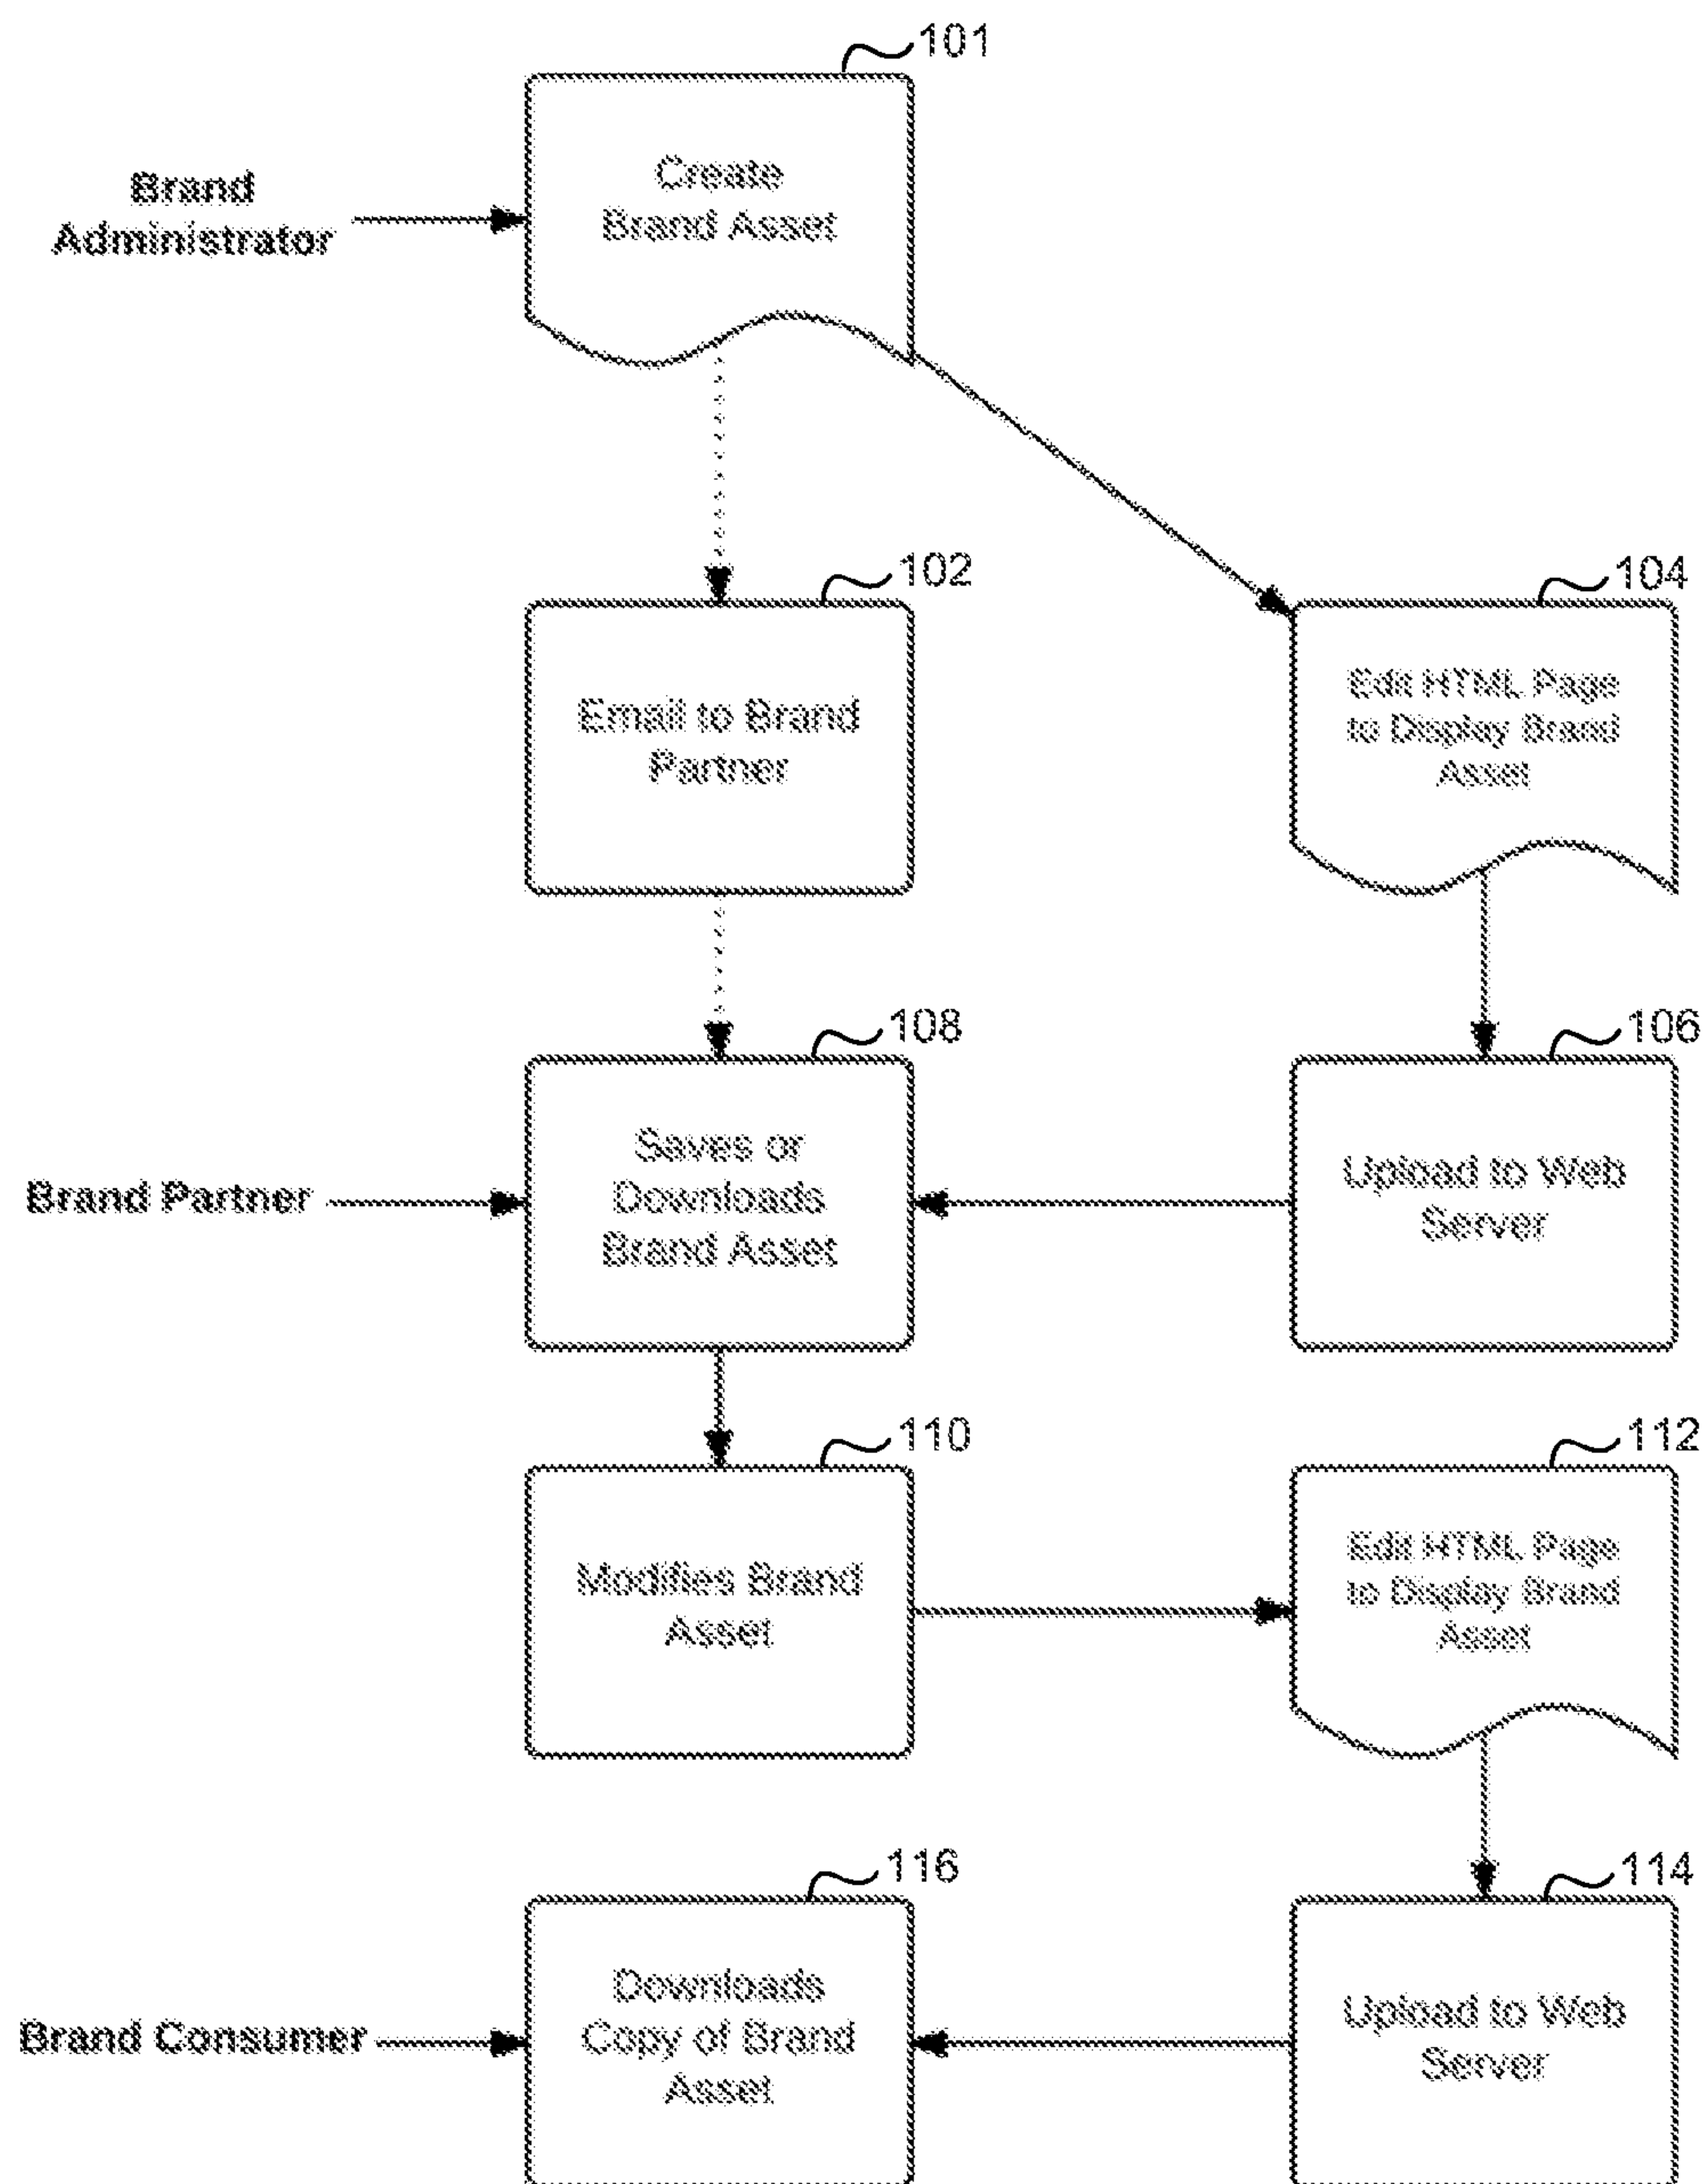 101
Create
Brand Asset
Brand
Administrator
102
Email to Brand
Partner
104
Edit HTML Page
to Display Brand
Asset
108
Saves or
Downloads
Brand Asset
Brand Partner
106
Upload to Web
Server
110
Modifies Brand
Asset
112
Edit HTML Page
to Display Brand
Asset
116
Downloads
Copy of Brand
Asset
Brand Consumer
114
Upload to Web
Server